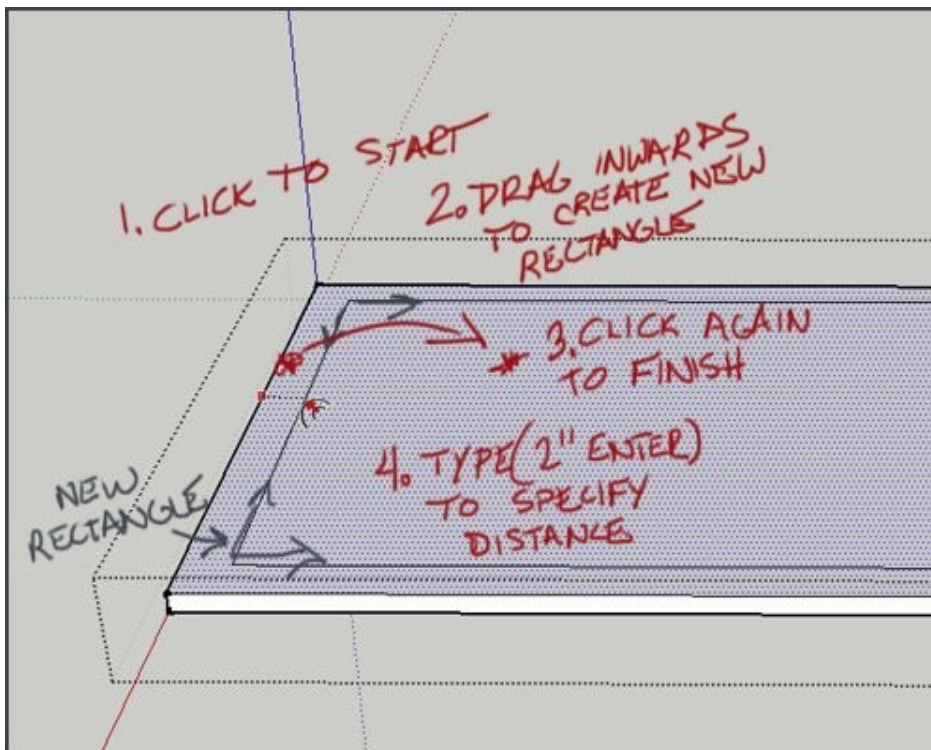 1. CLICK TO START
2. DRAG INWARDS
TO CREATE NEW
RECTANGLE
3. CLICK AGAIN
TO FINISH
4. TYPE (2" ENTER)
TO SPECIFY
DISTANCE
NEW
RECTANGLE